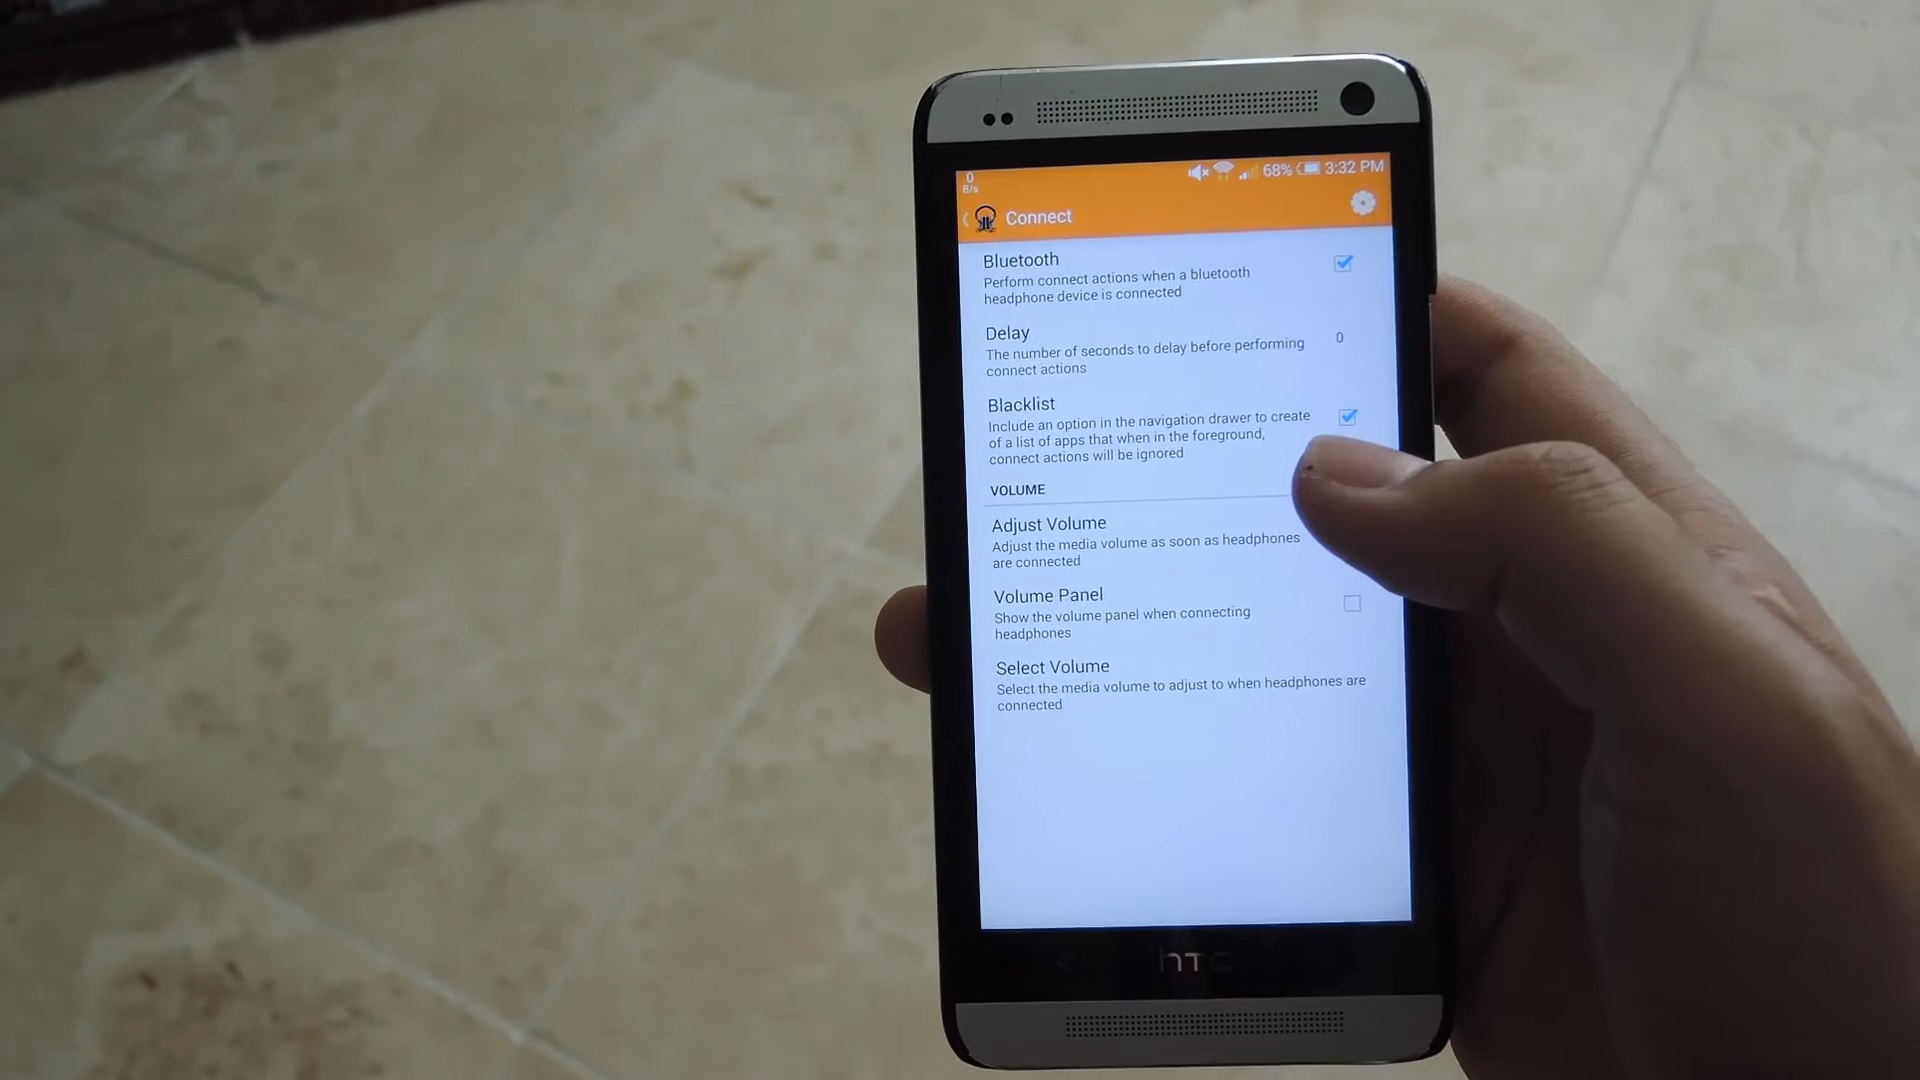 0
B/s
68%
3:32 PM
Connect
Bluetooth
Perform connect actions when a bluetooth
headphone device is connected
Delay
The number of seconds to delay before performing
connect actions
0
Blacklist
Include an option in the navigation drawer to create
of a list of apps that when in the foreground,
connect actions will be ignored
VOLUME
Adjust Volume
Adjust the media volume as soon as headphones
are connected
Volume Panel
Show the volume panel when connecting
headphones
Select Volume
Select the media volume to adjust to when headphones are
connected
hTC